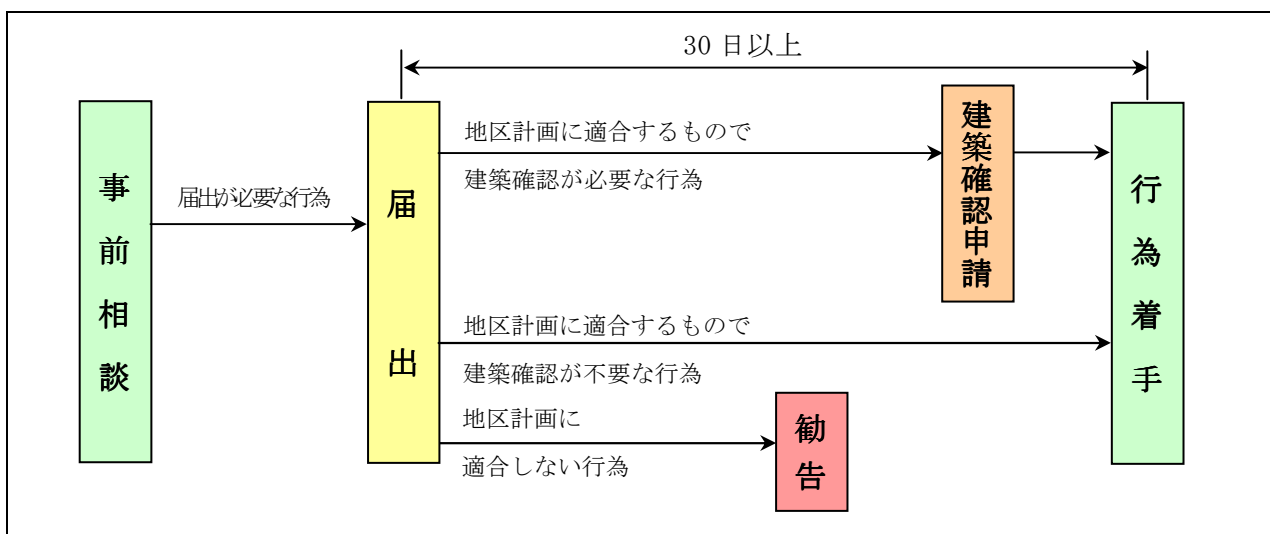 30日以上
事前相談
届出が必要な行為
届出
地区計画に適合するもので
建築確認が必要な行為
建築確認申請
地区計画に適合するもので
建築確認が不要な行為
地区計画に
適合しない行為
勧告
行為着手